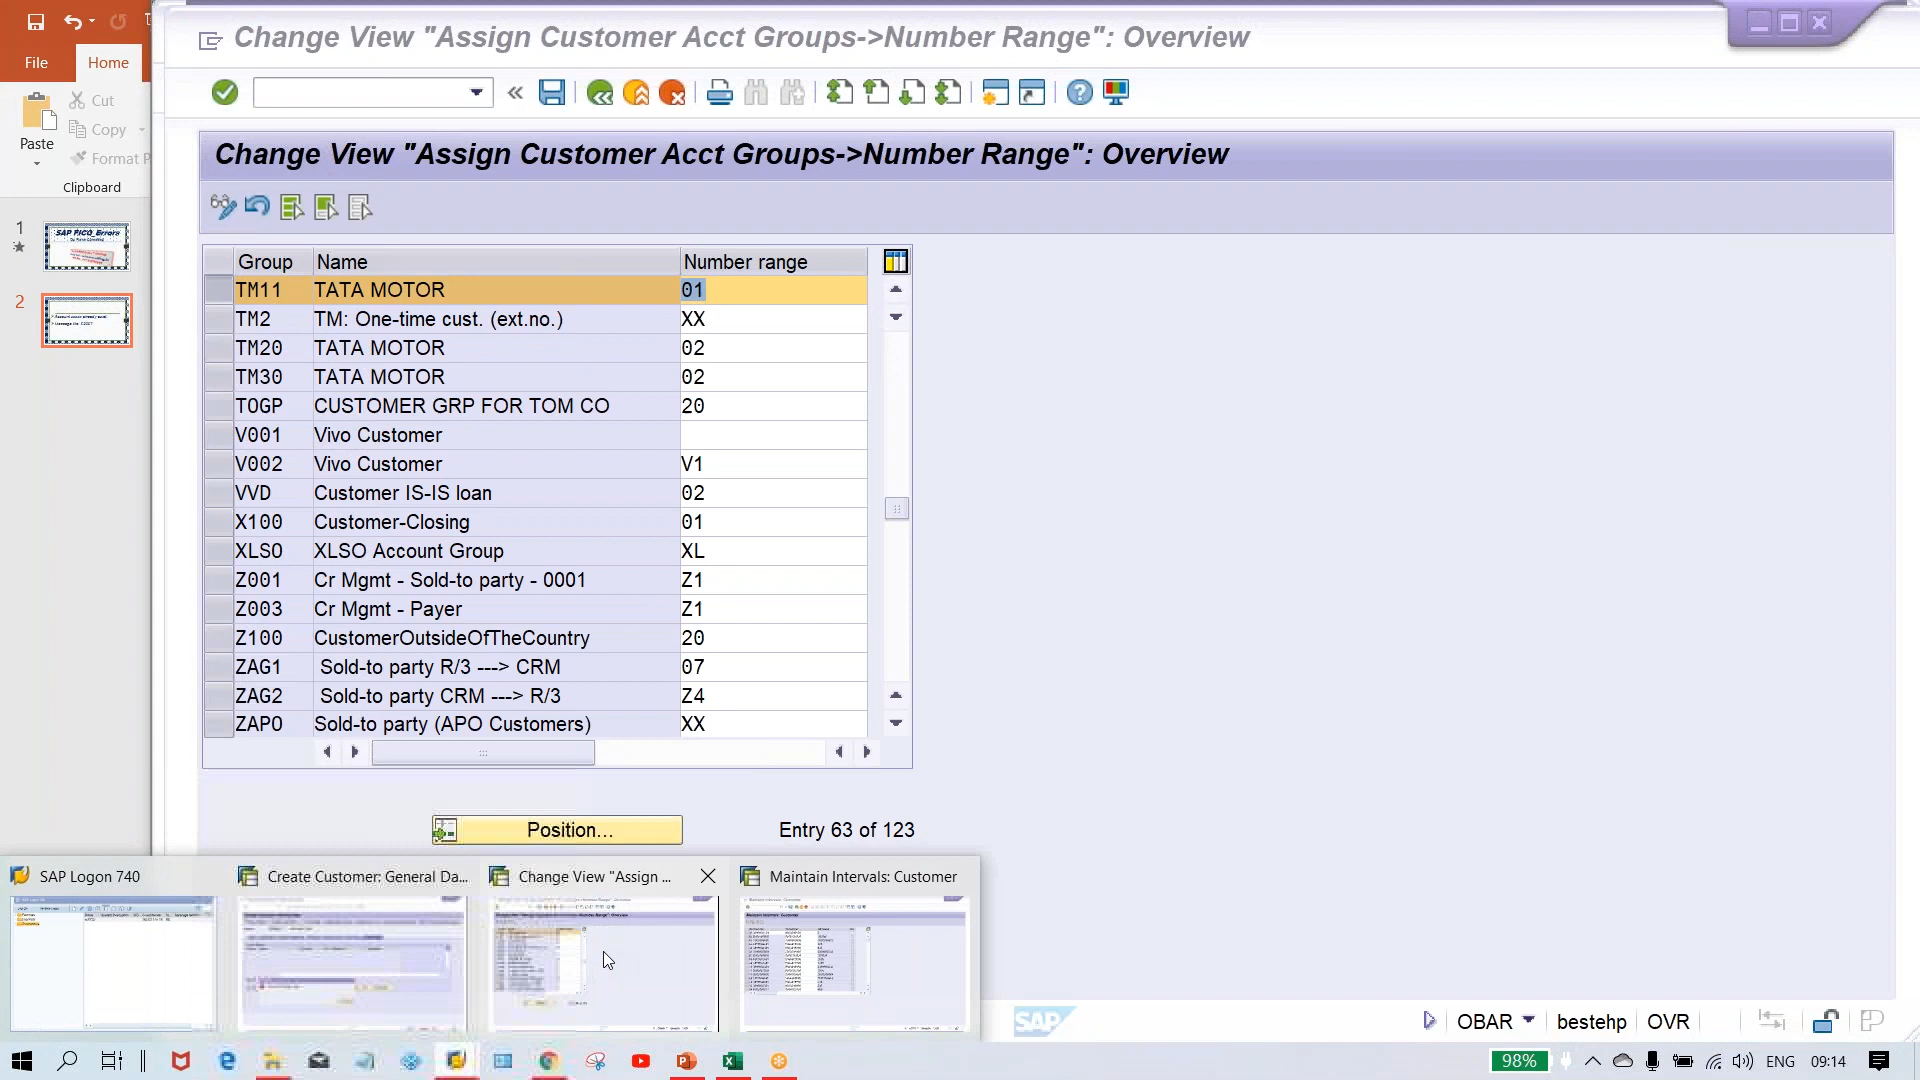 File
Home
Cut
Copy
Format P
Paste
Clipboard
1
SAP FICO Errors
2
Change View "Assign Customer Acct Groups->Number Range": Overview
Change View "Assign Customer Acct Groups->Number Range": Overview
Group Name Number range
TM11 TATA MOTOR 01
TM2 TM: One-time cust. (ext.no.) XX
TM20 TATA MOTOR 02
TM30 TATA MOTOR 02
TOGP CUSTOMER GRP FOR TOM CO 20
V001 Vivo Customer
V002 Vivo Customer V1
VVD Customer IS-IS loan 02
X100 Customer-Closing 01
XLSO XLSO Account Group XL
Z001 Cr Mgmt - Sold-to party - 0001 Z1
Z003 Cr Mgmt - Payer Z1
Z100 CustomerOutsideOfTheCountry 20
ZAG1 Sold-to party R/3 ---> CRM 07
ZAG2 Sold-to party CRM ---> R/3 Z4
ZAPO Sold-to party (APO Customers) XX
Position... Entry 63 of 123
SAP Logon 740
Create Customer: General Da...
Change View "Assign ...
Maintain Intervals: Customer
SAP
OBAR bestehp OVR
98% ENG 09:14